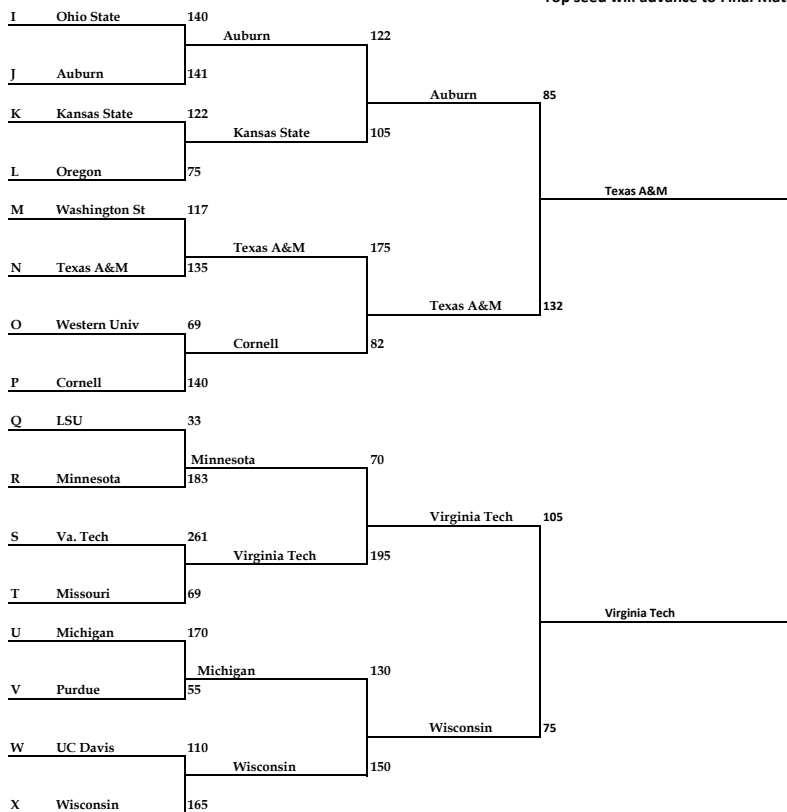 Top seed will advance to Final Mat
I Ohio State 140
Auburn 122
J Auburn 141
Auburn 85
K Kansas State 122
Kansas State 105
L Oregon 75
Texas A&M
M Washington St 117
Texas A&M 175
N Texas A&M 135
Texas A&M 132
O Western Univ 69
Cornell 82
P Cornell 140
Q LSU 33
Minnesota 70
R Minnesota 183
Virginia Tech 105
S Va. Tech 261
Virginia Tech 195
T Missouri 69
Virginia Tech
U Michigan 170
Michigan 130
V Purdue 55
Wisconsin 75
W UC Davis 110
Wisconsin 150
X Wisconsin 165